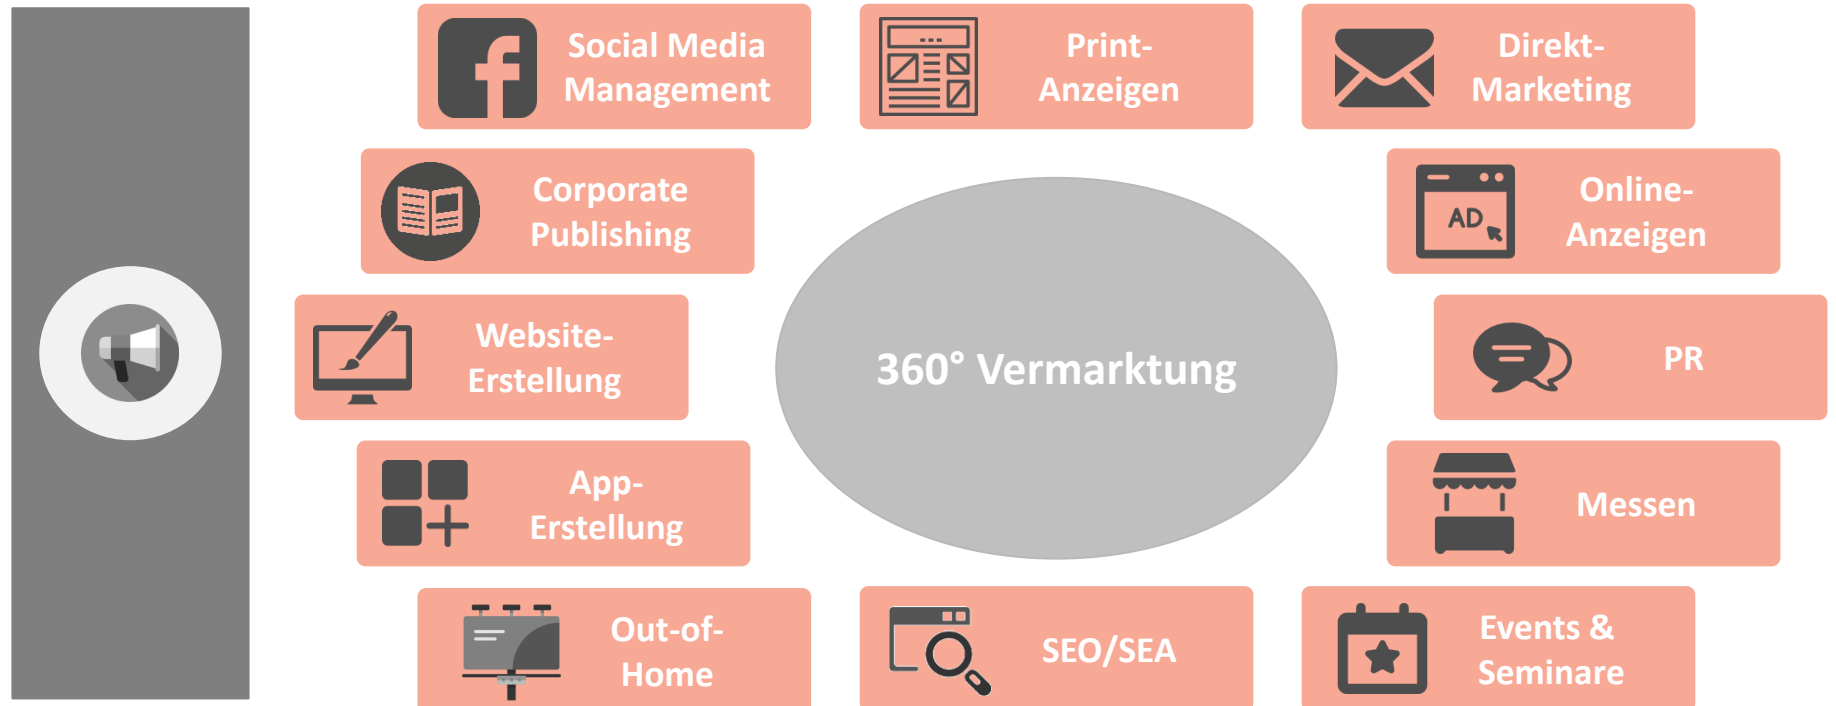 Social Media
Management
Print-
Anzeigen
Direkt-
Marketing
Corporate
Publishing
Online-
Anzeigen
AD
Website-
Erstellung
360° Vermarktung
PR
App-
Erstellung
Messen
Out-of-
Home
SEO/SEA
Events &
Seminare